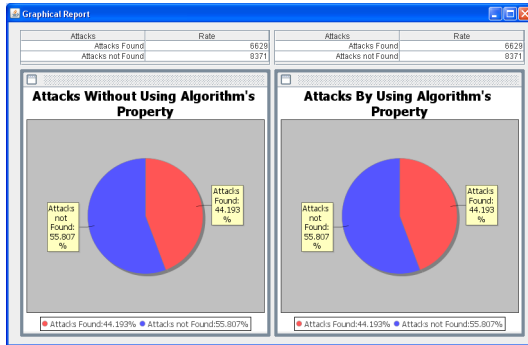 Graphical Report
Attacks Rate
Attacks Found 6629
Attacks not Found 8371
Attacks Rate
Attacks Found 6629
Attacks not Found 8371
Attacks Without Using Algorithm's
Property
Attacks
not
Found:
55.807
%
Attacks
Found:
44.193
%
Attacks Found:44.193% Attacks not Found:55.807%
Attacks By Using Algorithm's
Property
Attacks
not
Found:
55.807
%
Attacks
Found:
44.193
%
Attacks Found:44.193% Attacks not Found:55.807%